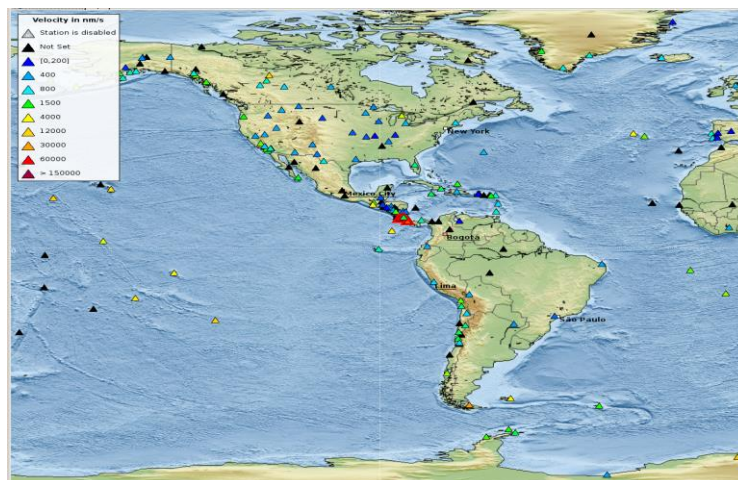 Velocity in nm/s
Station is disabled
Not Set
[0,200]
400
800
1500
4000
12000
30000
60000
> 150000
New York
Mexico City
Bogota
Lima
São Paulo